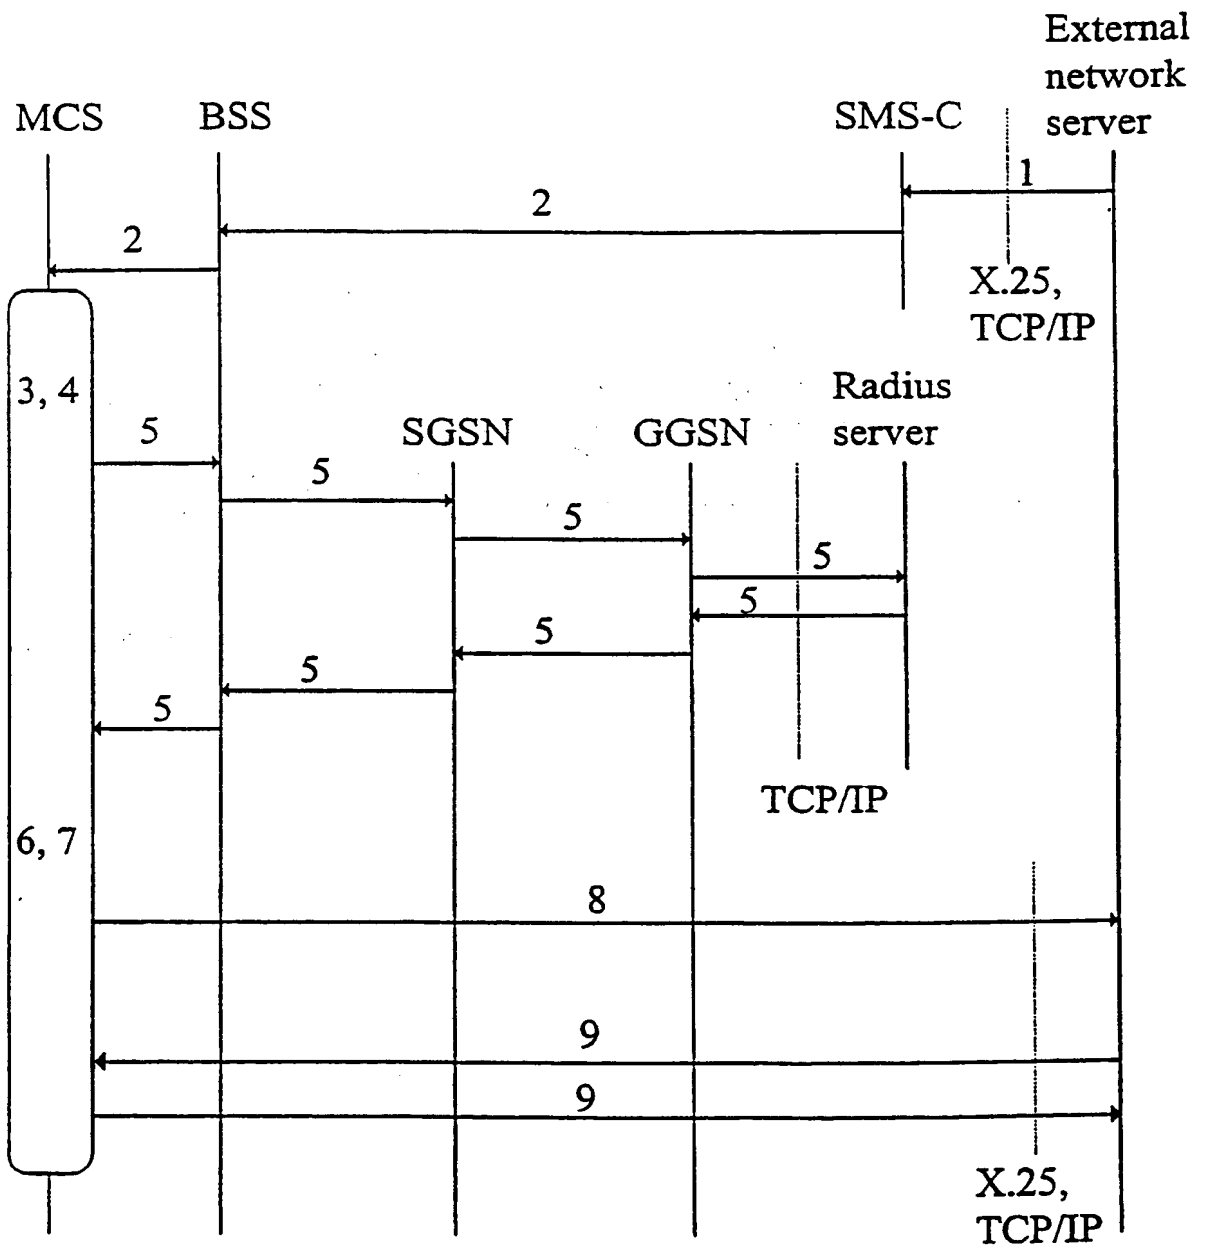 External
network
server
MCS
BSS
SMS-C
1
2
2
X.25,
TCP/IP
3, 4
Radius
server
SGSN
GGSN
5
5
5
5
5
5
5
5
TCP/IP
6, 7
8
9
9
X.25,
TCP/IP